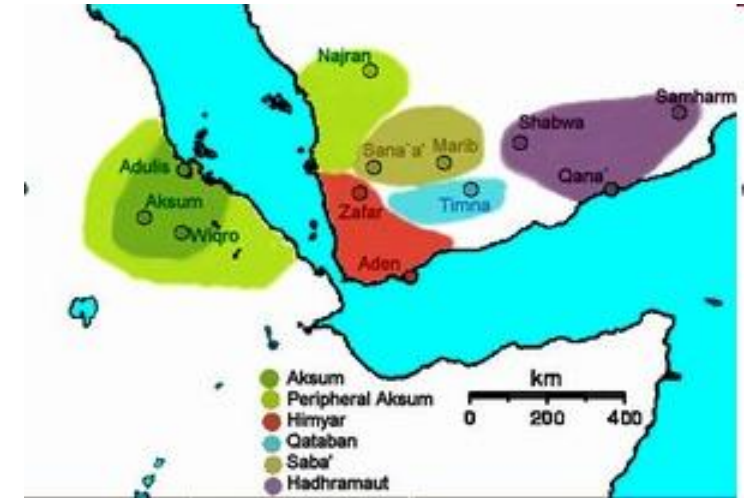 Najran
Samharm
Shabwa
Sana`a' Marib
Adulis
Qana'
Aksum
Zafar
Timna
Wiqro
Aden
Aksum
Peripheral Aksum
Himyar
Qataban
Saba'
Hadhramaut
km
0 200 400